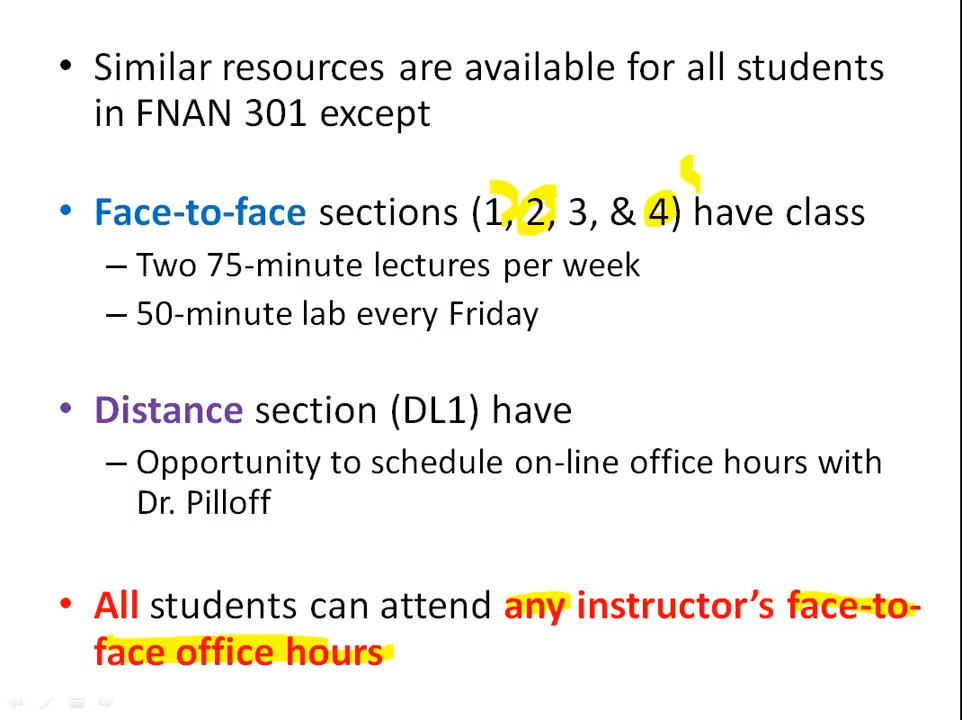 • Similar resources are available for all students
in FNAN 301 except
• Face-to-face sections (1, 2, 3, & 4) have class
– Two 75-minute lectures per week
– 50-minute lab every Friday
• Distance section (DL1) have
– Opportunity to schedule on-line office hours with
Dr. Pilloff
• All students can attend any instructor’s face-to-
face office hours